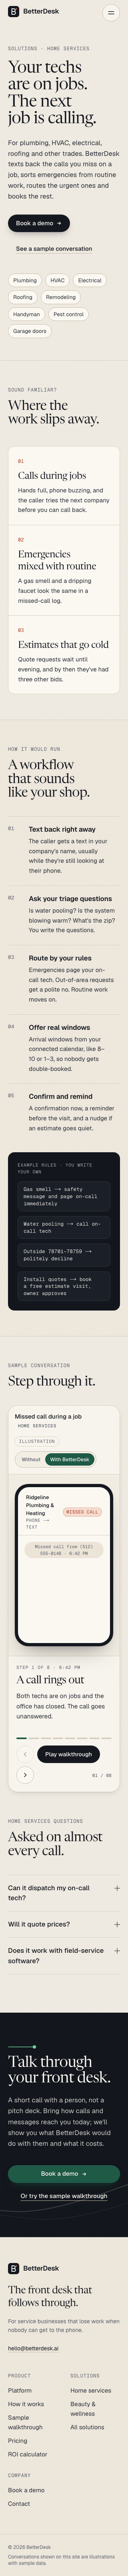 BetterDesk
SOLUTIONS · HOME SERVICES
Your techs
are on jobs.
The next
job is calling.
For plumbing, HVAC, electrical,
roofing and other trades. BetterDesk
texts back the calls you miss on a
job, sorts emergencies from routine
work, routes the urgent ones and
books the rest.
Book a demo →
See a sample conversation
Plumbing
HVAC
Electrical
Roofing
Remodeling
Handyman
Pest control
Garage doors
SOUND FAMILIAR?
Where the
work slips away.
01
Calls during jobs
Hands full, phone buzzing, and
the caller tries the next company
before you can call back.
02
Emergencies
mixed with routine
A gas smell and a dripping
faucet look the same in a
missed-call log.
03
Estimates that go cold
Quote requests wait until
evening, and by then they've had
three other bids.
HOW IT WOULD RUN
A workflow
that sounds
like your shop.
01
Text back right away
The caller gets a text in your
company's name, usually
while they're still looking at
their phone.
02
Ask your triage questions
Is water pooling? Is the system
blowing warm? What's the zip?
You write the questions.
03
Route by your rules
Emergencies page your on-
call tech. Out-of-area requests
get a polite no. Routine work
moves on.
04
Offer real windows
Arrival windows from your
connected calendar, like 8–
10 or 1–3, so nobody gets
double-booked.
05
Confirm and remind
A confirmation now, a reminder
before the visit, and a nudge if
an estimate goes quiet.
EXAMPLE RULES · YOU WRITE
YOUR OWN
Gas smell → safety
message and page on-call
immediately
Water pooling → call on-
call tech
Outside 78701–78759 →
politely decline
Install quotes → book
a free estimate visit,
owner approves
SAMPLE CONVERSATION
Step through it.
Missed call during a job
HOME SERVICES
ILLUSTRATION
Without
With BetterDesk
Ridgeline
Plumbing &
Heating
PHONE →
TEXT
MISSED CALL
Missed call from (512)
555-0148 · 6:42 PM
STEP 1 OF 8 · 6:42 PM
A call rings out
Both techs are on jobs and the
office has closed. The call goes
unanswered.
Play walkthrough
01 / 08
HOME SERVICES QUESTIONS
Asked on almost
every call.
Can it dispatch my on-call
tech?
Will it quote prices?
Does it work with field-service
software?
Talk through
your front desk.
A short call with a person, not a
pitch deck. Bring how calls and
messages reach you today; we'll
show you what BetterDesk would
do with them and what it costs.
Book a demo →
Or try the sample walkthrough
BetterDesk
The front desk that
follows through.
For service businesses that lose work when
nobody can get to the phone.
hello@betterdesk.ai
PRODUCT
Platform
How it works
Sample
walkthrough
Pricing
ROI calculator
SOLUTIONS
Home services
Beauty &
wellness
All solutions
COMPANY
Book a demo
Contact
© 2026 BetterDesk
Conversations shown on this site are illustrations
with sample data.